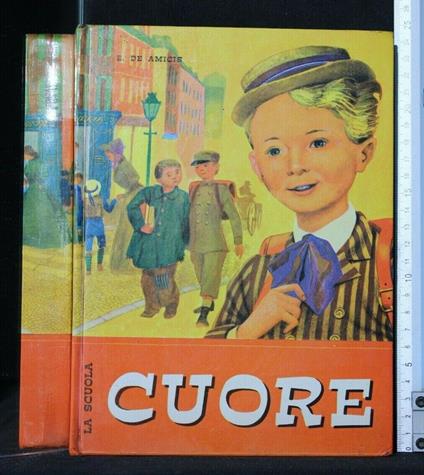 E. DE AMICIS
LA SCUOLA
CUORE